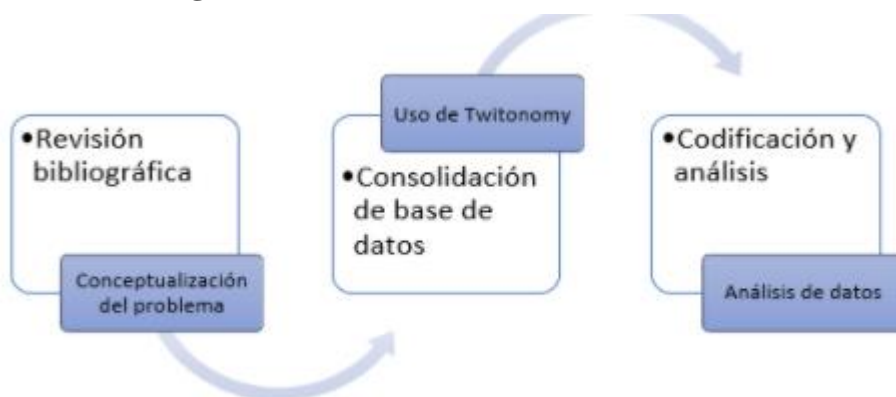 •Revisión
bibliográfica
Conceptualización
del problema
Uso de Twitonomy
•Consolidación
de base de
datos
•Codificación y
análisis
Análisis de datos